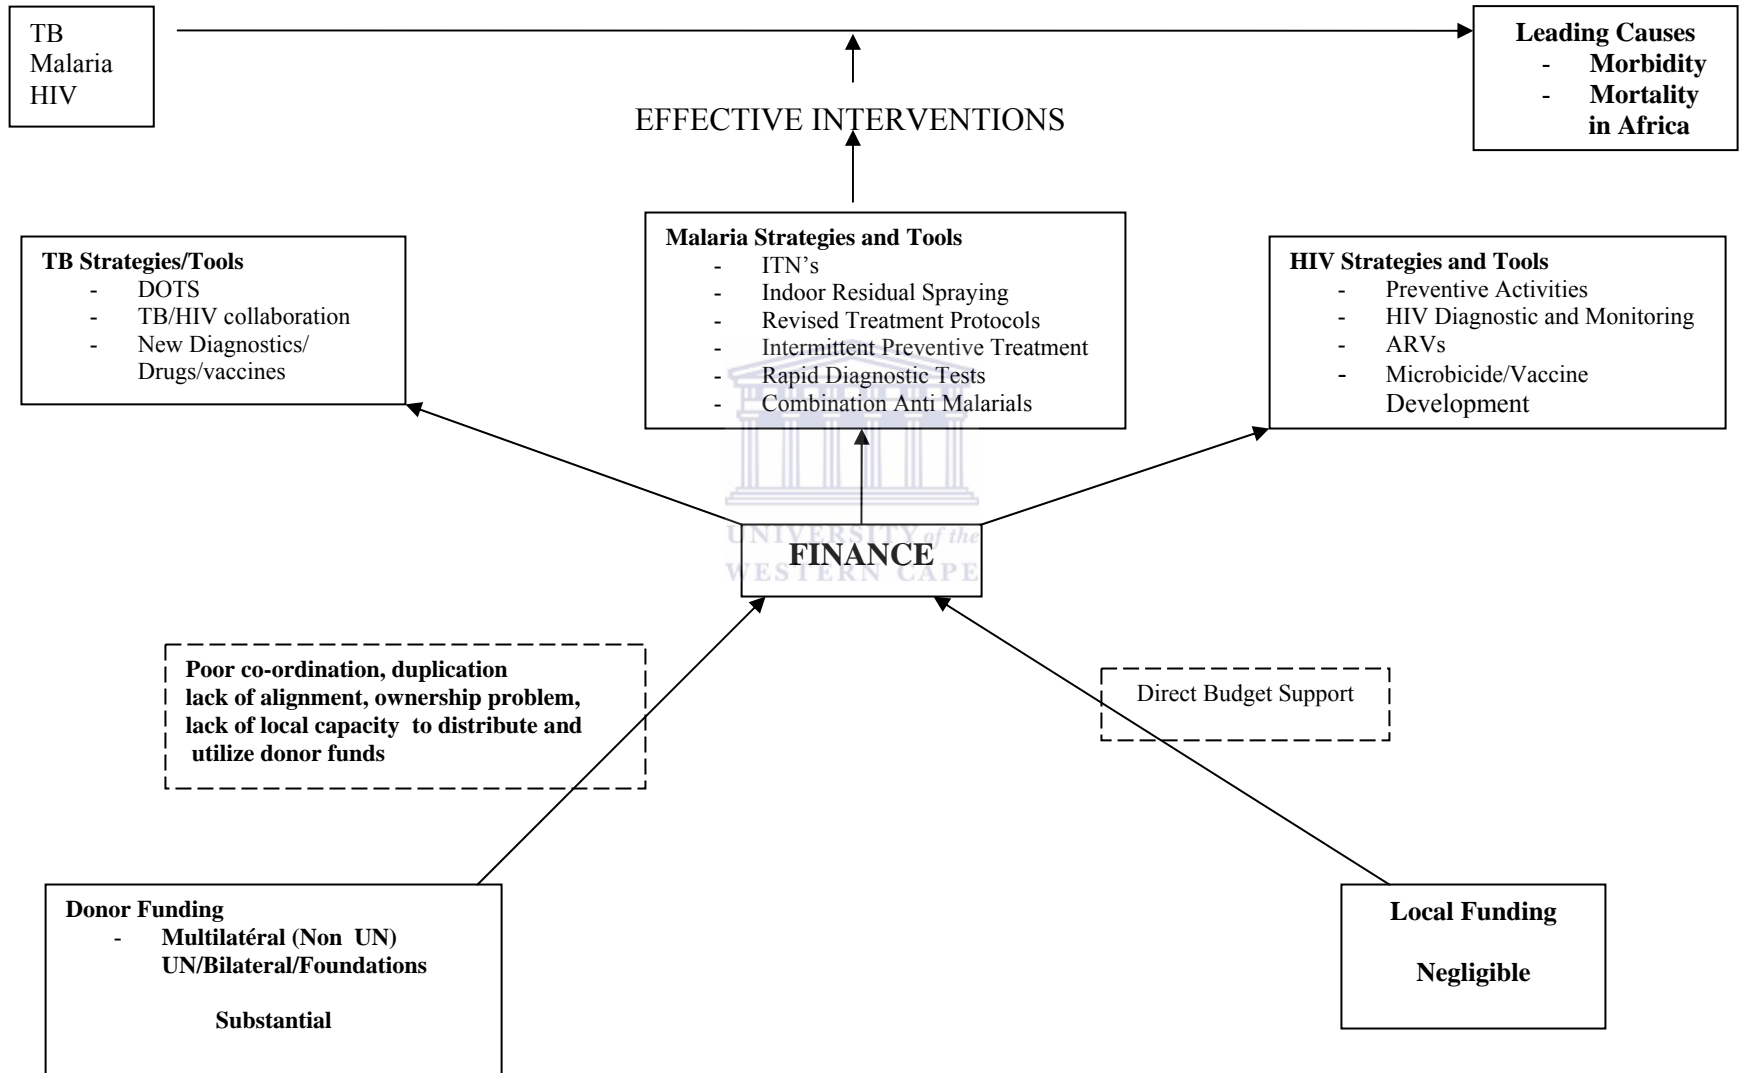 TB
Malaria
HIV
Leading Causes
- Morbidity
- Mortality
in Africa
EFFECTIVE INTERVENTIONS
TB Strategies/Tools
- DOTS
- TB/HIV collaboration
- New Diagnostics/
Drugs/vaccines
Malaria Strategies and Tools
- ITN's
- Indoor Residual Spraying
- Revised Treatment Protocols
- Intermittent Preventive Treatment
- Rapid Diagnostic Tests
- Combination Anti Malarials
HIV Strategies and Tools
- Preventive Activities
- HIV Diagnostic and Monitoring
- ARVs
- Microbicide/Vaccine
Development
UNIVERSITY of the
FINANCE
WESTERN CAPE
Poor co-ordination, duplication
lack of alignment, ownership problem,
lack of local capacity to distribute and
utilize donor funds
Direct Budget Support
Donor Funding
- Multilatéral (Non UN)
UN/Bilateral/Foundations
Substantial
Local Funding
Negligible